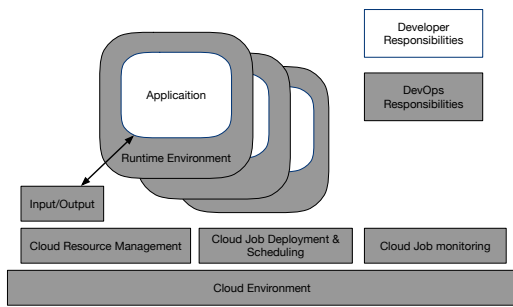 Developer
Responsibilities
Applicaition
DevOps
Responsibilities
Runtime Environment
Input/Output
Cloud Resource Management
Cloud Job Deployment &
Scheduling
Cloud Job monitoring
Cloud Environment